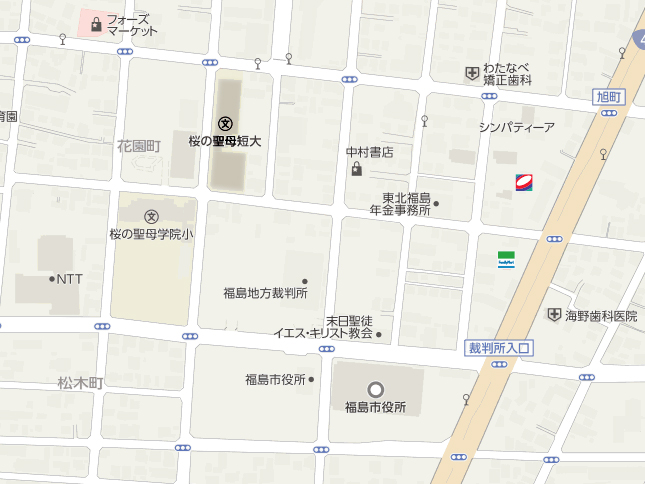 フォーズ
マーケット
わたなべ
矯正歯科
旭町
育園
桜の聖母短大
シンパティーア
花園町
中村書店
東北福島
年金事務所
桜の聖母学院小
NTT
福島地方裁判所
末日聖徒
イエス・キリスト教会
海野歯科医院
裁判所入口
松木町
福島市役所
福島市役所